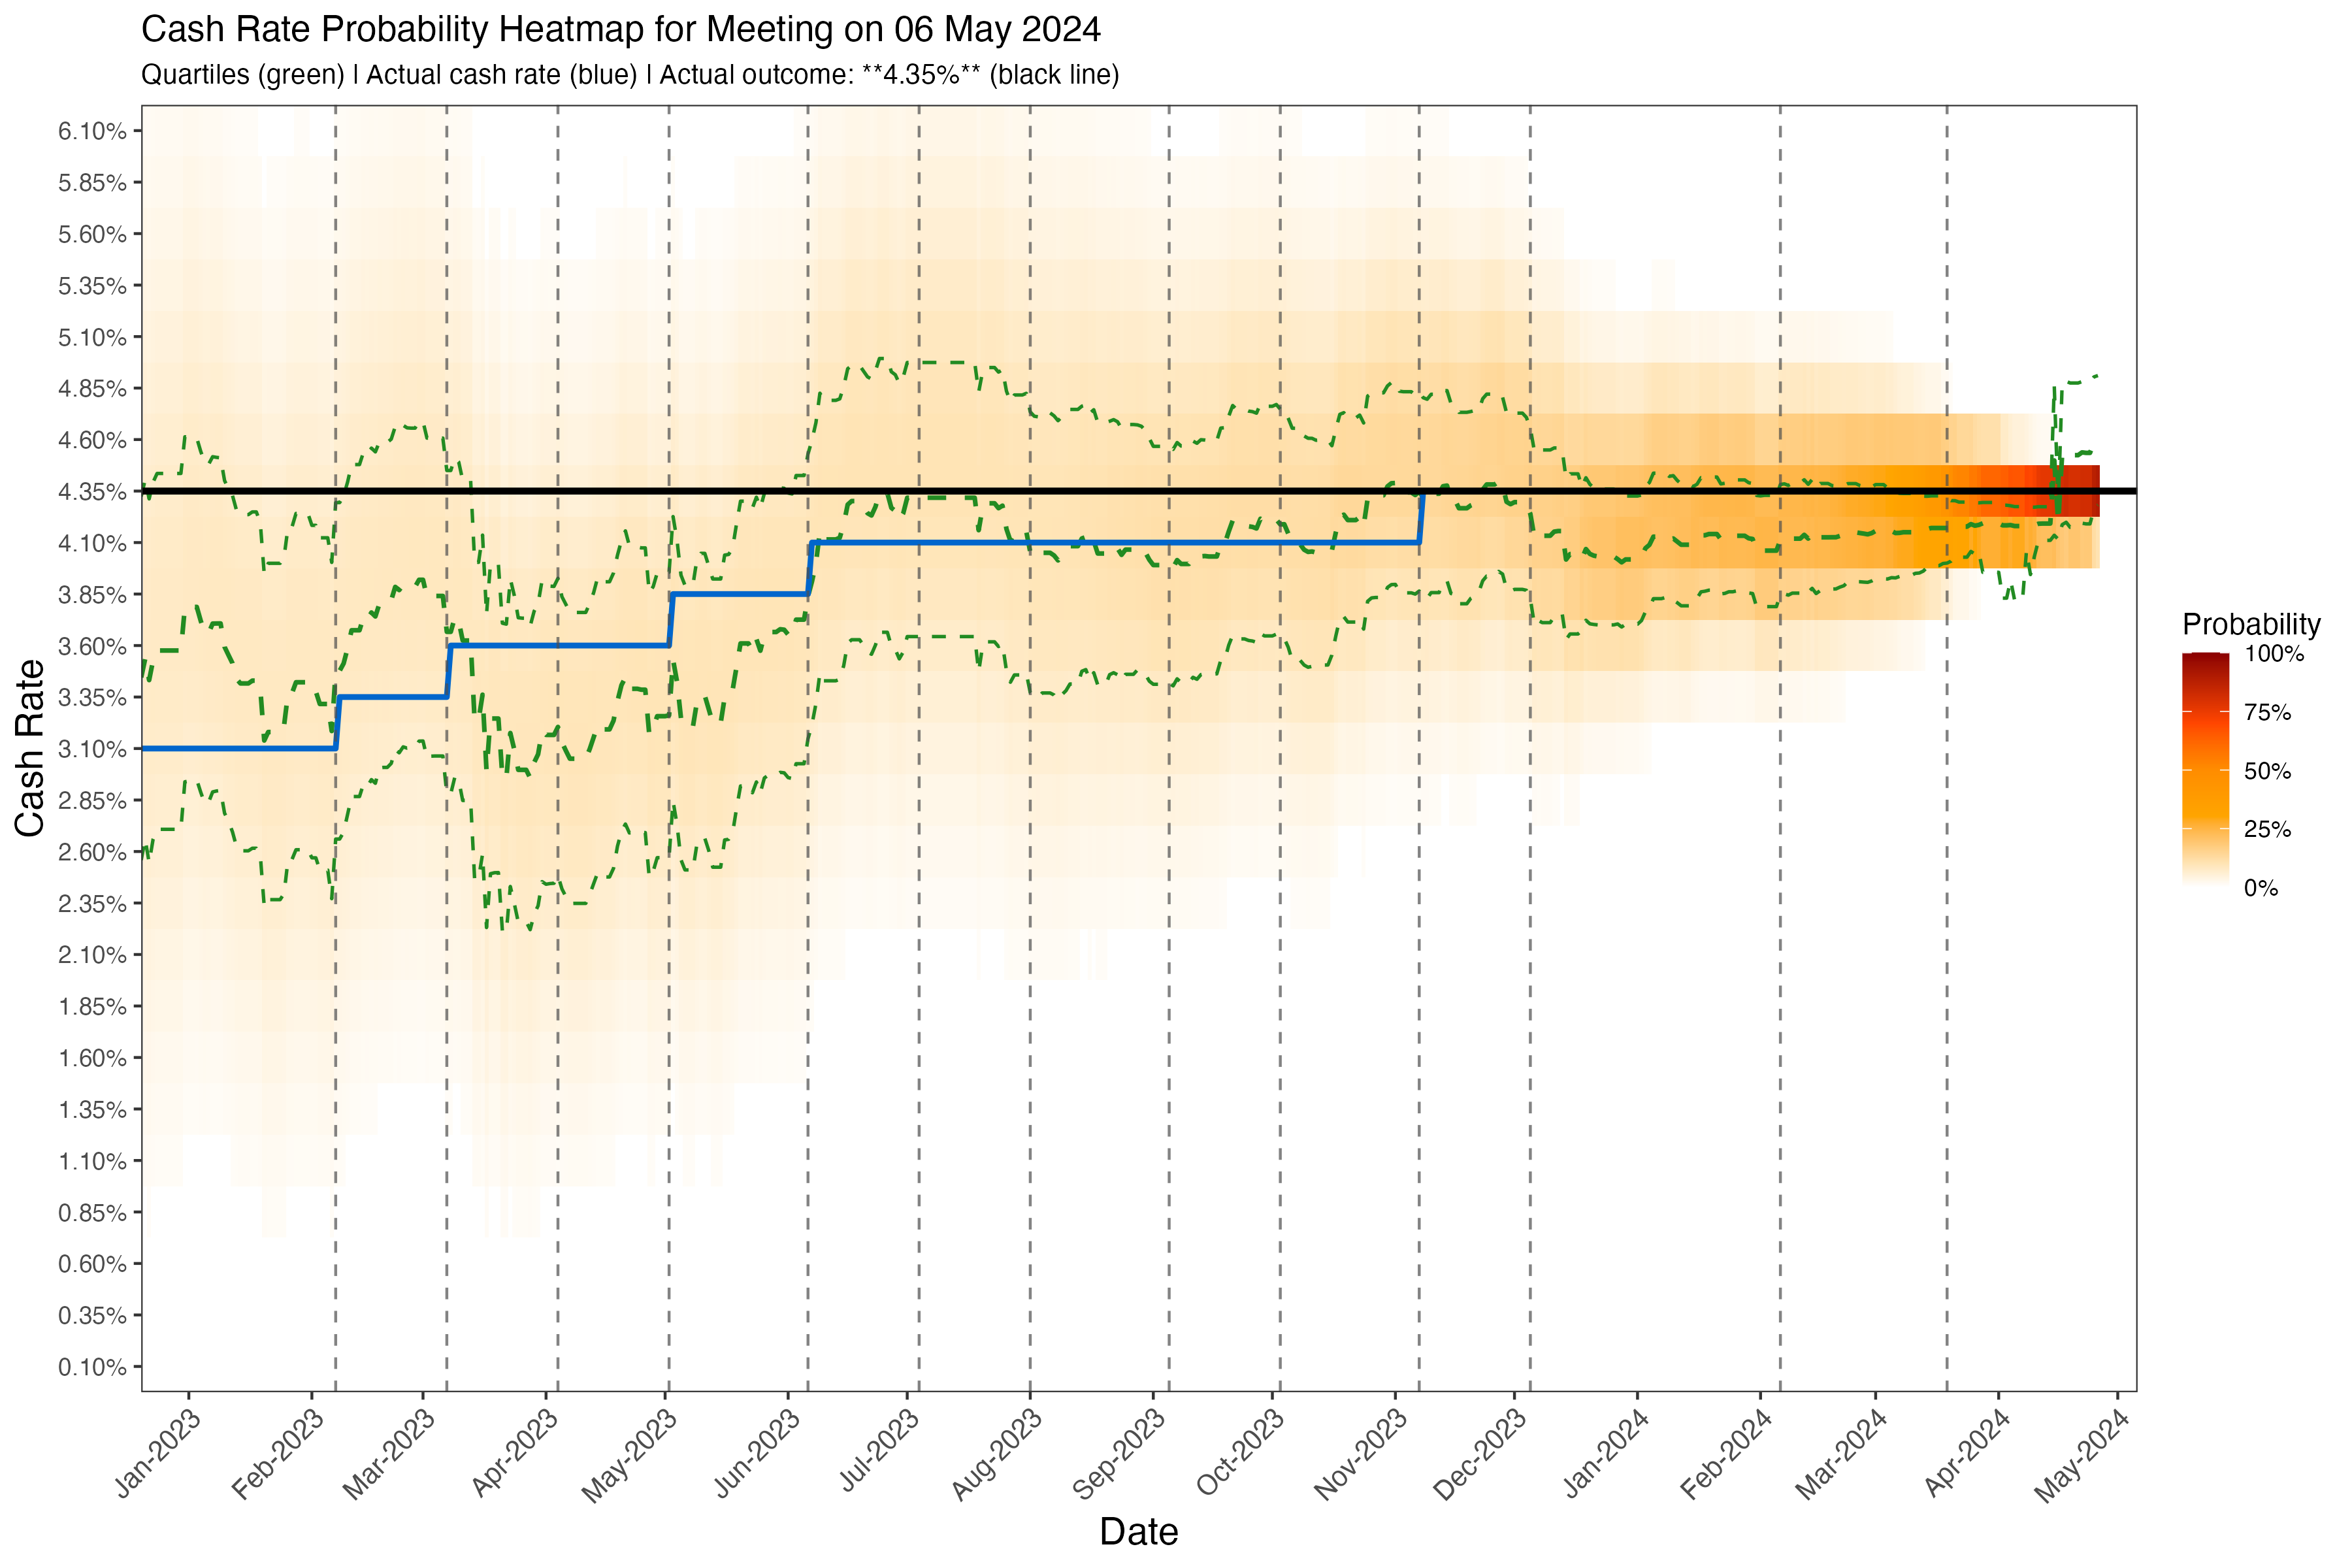 Cash Rate Probability Heatmap for Meeting on 06 May 2024
Quartiles (green) | Actual cash rate (blue) | Actual outcome: **4.35%** (black line)
Cash Rate
6.10%
5.85%
5.60%
5.35%
5.10%
4.85%
4.60%
4.35%
4.10%
3.85%
3.60%
3.35%
3.10%
2.85%
2.60%
2.35%
2.10%
1.85%
1.60%
1.35%
1.10%
0.85%
0.60%
0.35%
0.10%
Jan-2023
Feb-2023
Mar-2023
Apr-2023
May-2023
Jun-2023
Jul-2023
Aug-2023
Sep-2023
Oct-2023
Nov-2023
Dec-2023
Jan-2024
Feb-2024
Mar-2024
Apr-2024
May-2024
Date
Probability
100%
75%
50%
25%
0%